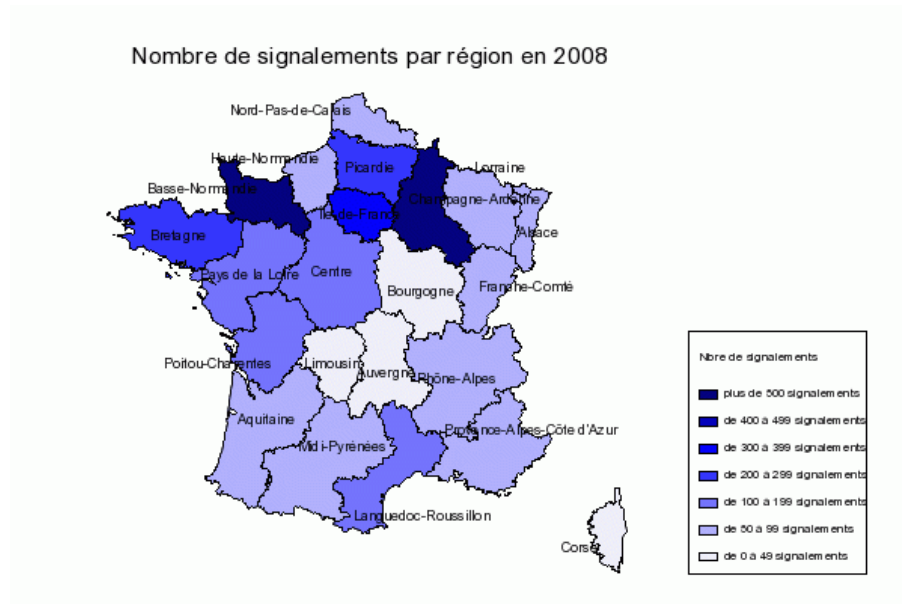 Nombre de signalements par région en 2008
Nord-Pas-de-Calais
Haute-Normandie
Picardie
Lorraine
Basse-Normandie
Ile-de-France
Champagne-Ardenne
Bretagne
Alsace
Pays de la Loire
Centre
Bourgogne
Franche-Comté
Poitou-Charentes
Limousin
Auvergne
Rhône-Alpes
Aquitaine
Midi-Pyrénées
Provence-Alpes-Côte d'Azur
Languedoc-Roussillon
Corse
Nbre de signalements
plus de 500 signalements
de 400 à 499 signalements
de 300 à 399 signalements
de 200 à 299 signalements
de 100 à 199 signalements
de 50 à 99 signalements
de 0 à 49 signalements